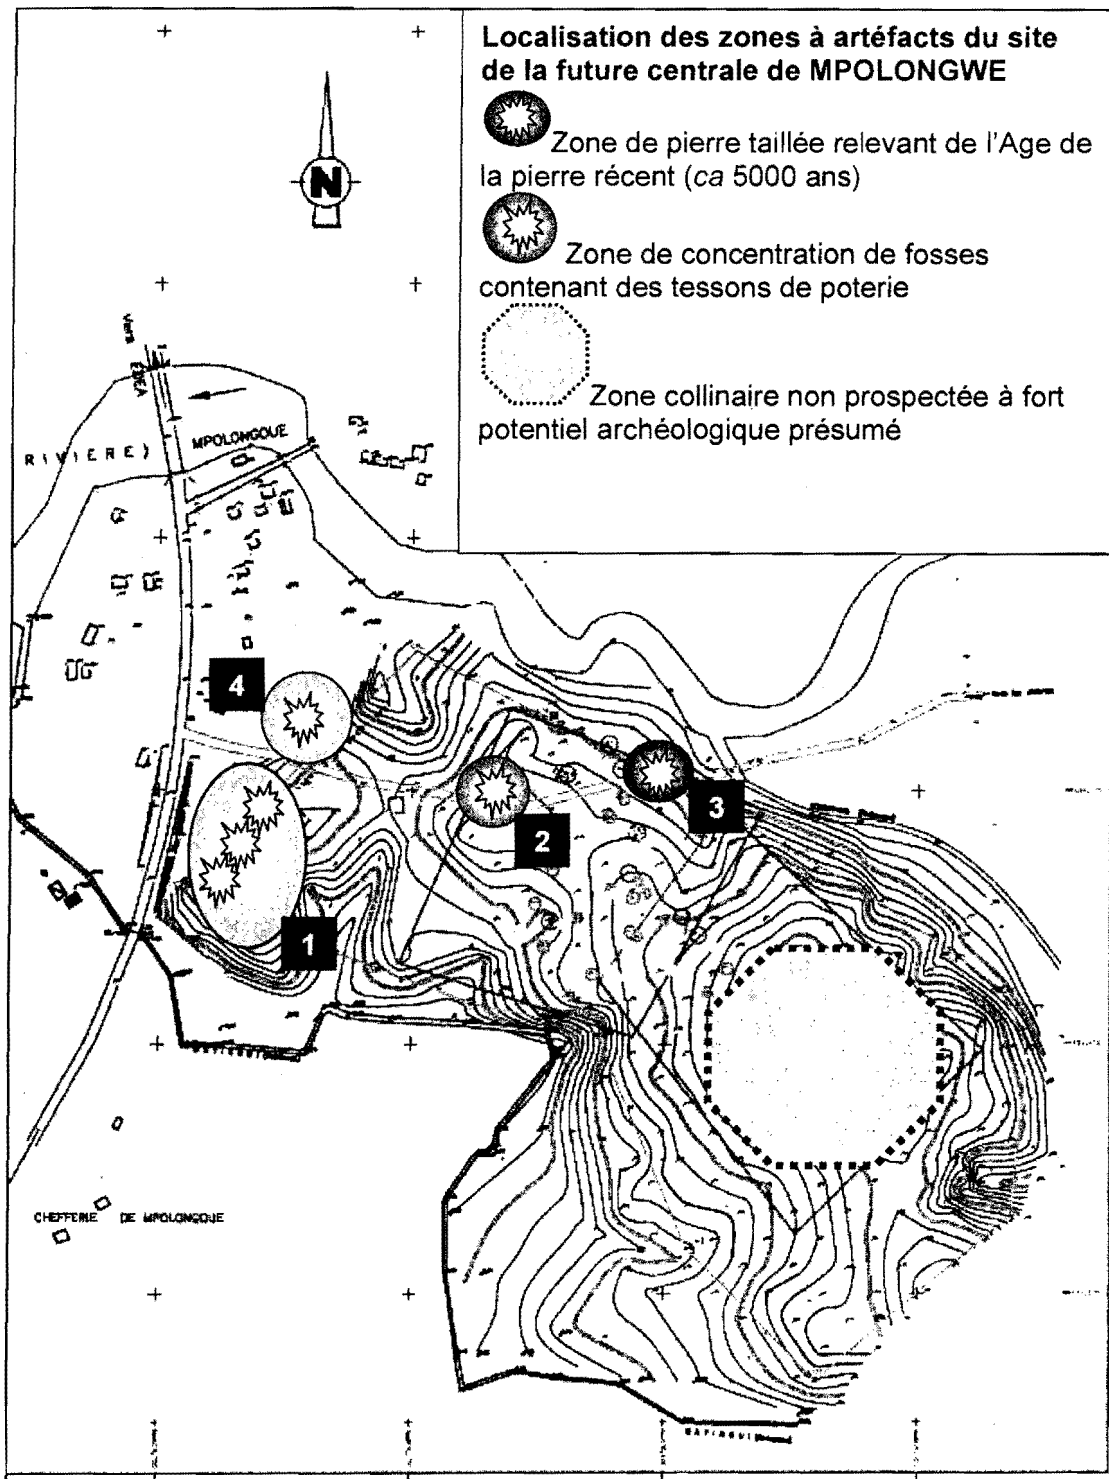 Localisation des zones à artéfacts du site
de la future centrale de MPOLONGWE
Zone de pierre taillée relevant de l'Age de
la pierre récent (ca 5000 ans)
Zone de concentration de fosses
contenant des tessons de poterie
Zone collinaire non prospectée à fort
potentiel archéologique présumé
N
Vers
EDEA
RIVIERE)
MPOLONGOUE
4
3
2
1
CHEFFERIE DE MPOLONGOUE